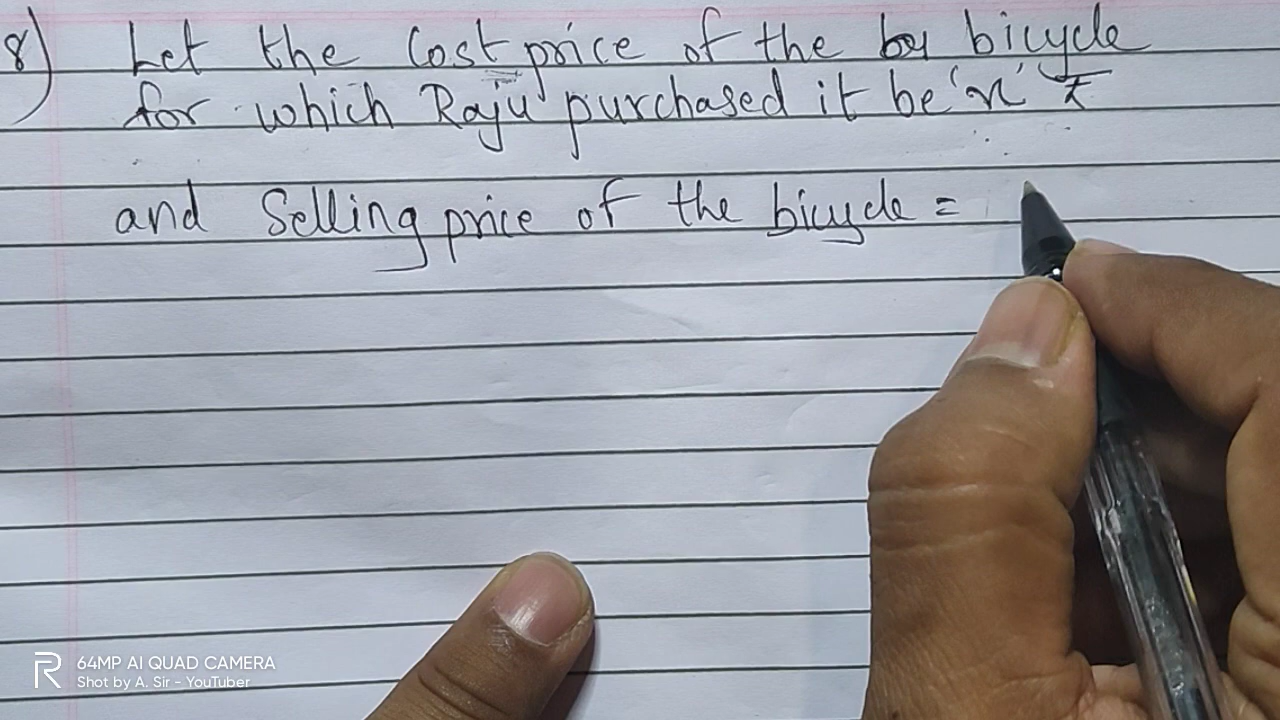 8) Let the Cost price of the by bicycle
for which Raju purchased it be 'x' ₹
and Selling price of the bicycle =
64MP AI QUAD CAMERA
Shot by A. Sir - YouTuber